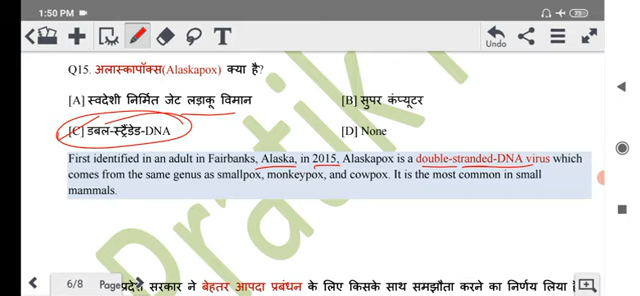 1:50 PM
73
Undo
Q15. अलास्कापॉक्स(Alaskapox) क्या है?
[A] स्वदेशी निर्मित जेट लड़ाकू विमान
[B] सुपर कंप्यूटर
[C] डबल-स्ट्रैंडेड-DNA
[D] None
First identified in an adult in Fairbanks, Alaska, in 2015, Alaskapox is a double-stranded-DNA virus which
comes from the same genus as smallpox, monkeypox, and cowpox. It is the most common in small
mammals.
Pratik
6/8 Page
प्रदेश सरकार ने बेहतर आपदा प्रबंधन के लिए किसके साथ समझौता करने का निर्णय लिया